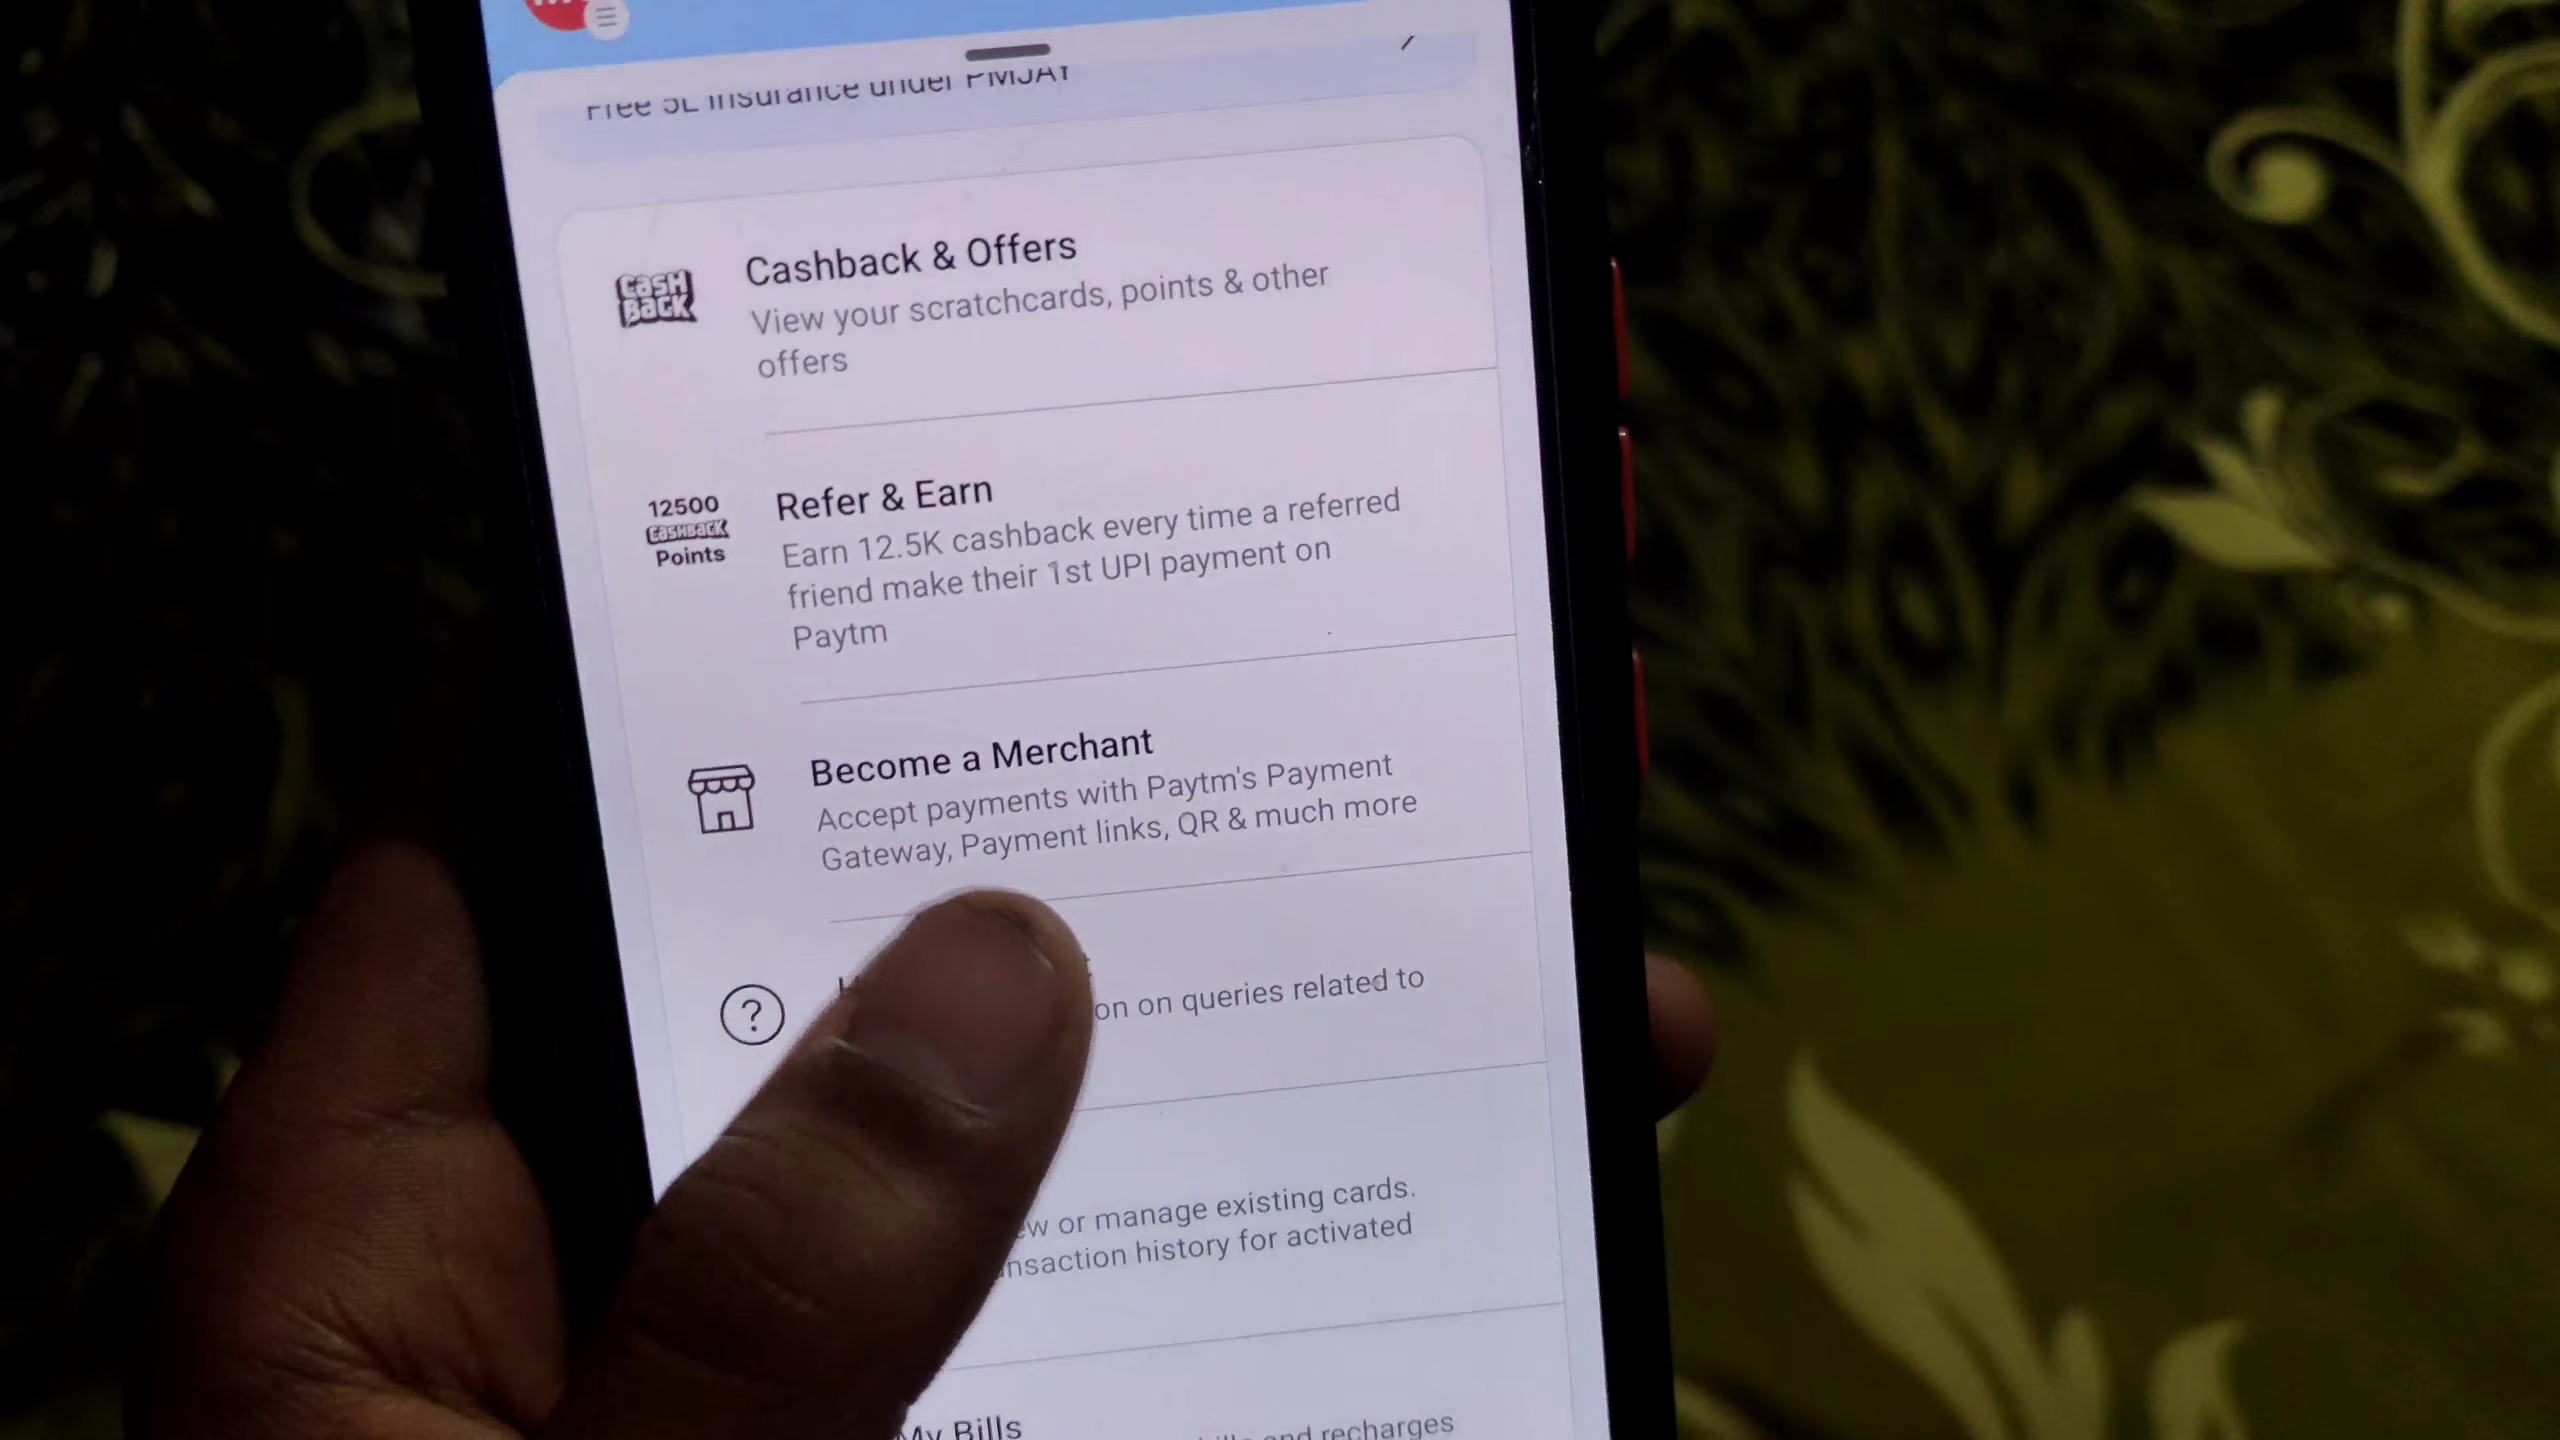 Free 5L Insurance under PMJAY
CASH
BACK
Cashback & Offers
View your scratchcards, points & other
offers
12500
CASHBACK
Points
Refer & Earn
Earn 12.5K cashback every time a referred
friend make their 1st UPI payment on
Paytm
Become a Merchant
Accept payments with Paytm's Payment
Gateway, Payment links, QR & much more
?
on queries related to
or manage existing cards.
history for activated
My Bills
and recharges